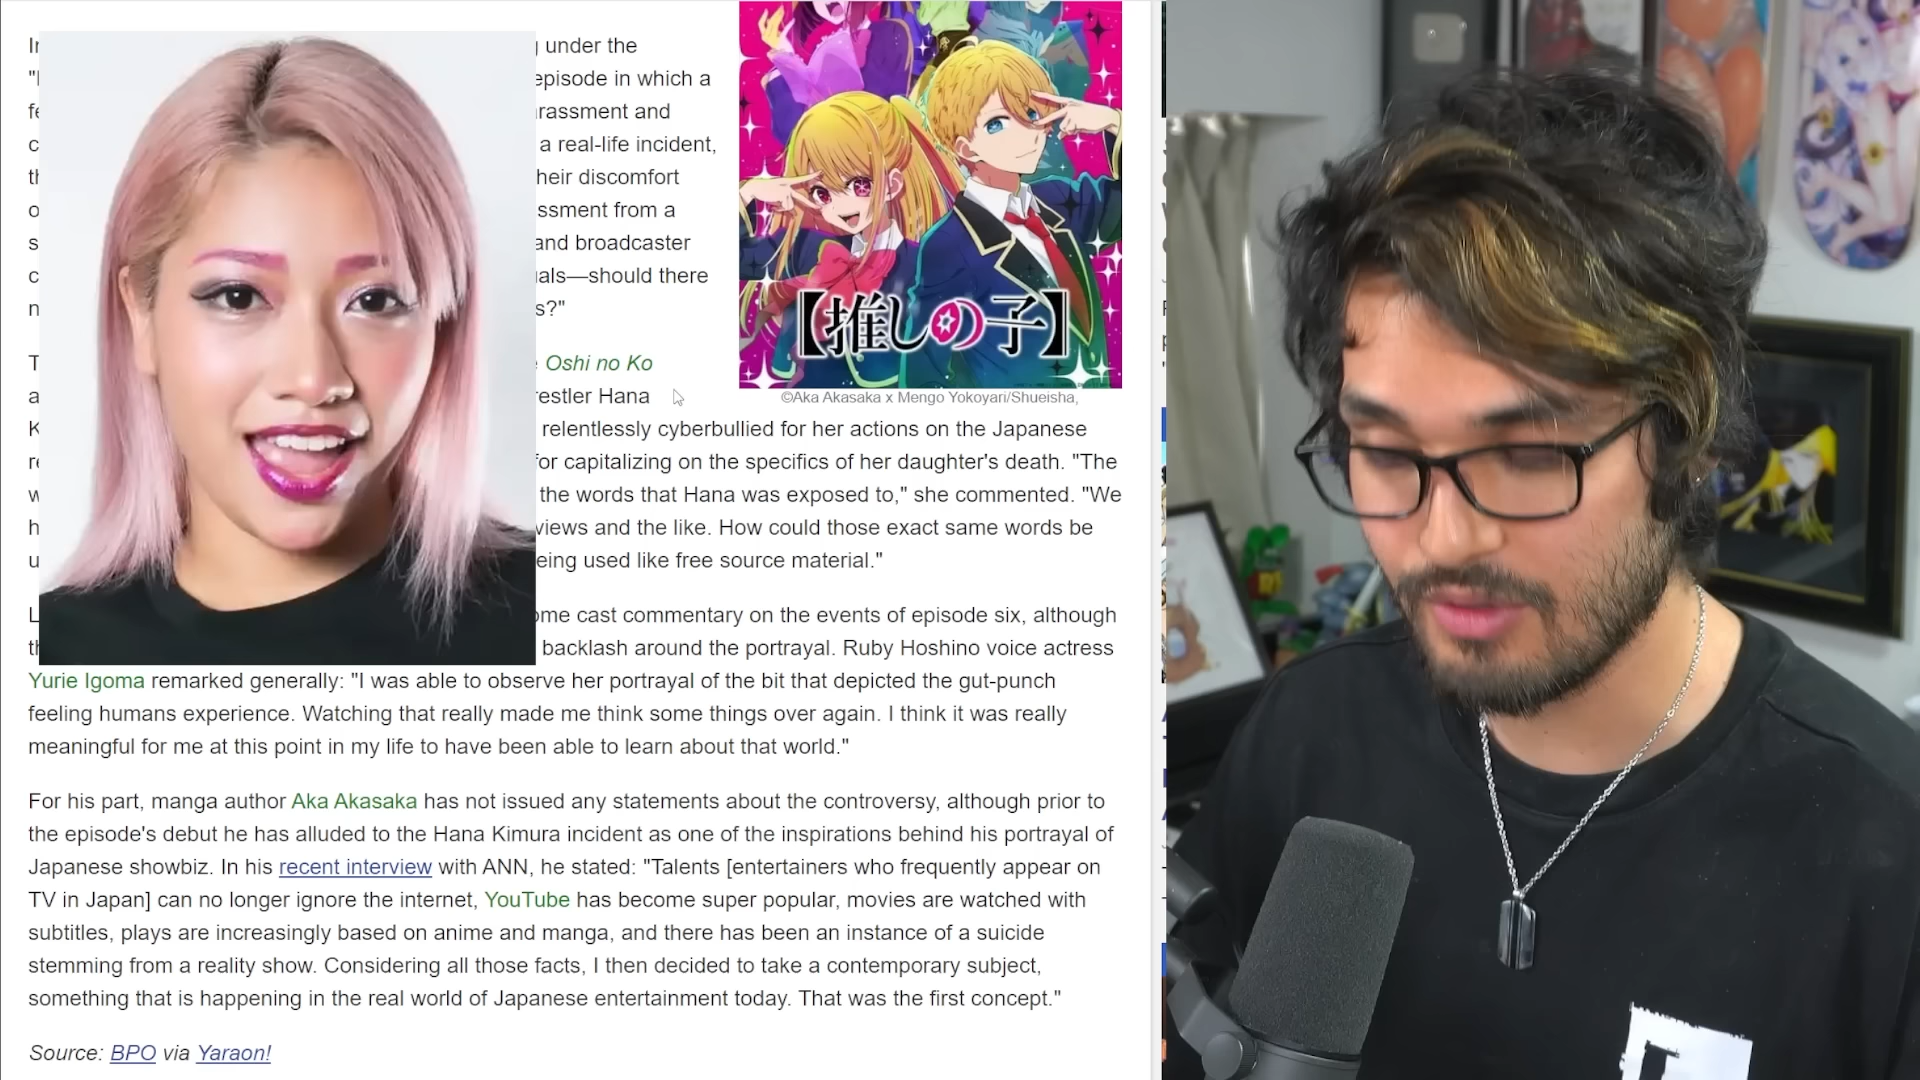 under the
episode in which a
rassment and
a real-life incident,
heir discomfort
ssment from a
and broadcaster
uals—should there
s?"
Oshi no Ko
restler Hana
relentlessly cyberbullied for her actions on the Japanese
for capitalizing on the specifics of her daughter's death. "The
the words that Hana was exposed to," she commented. "We
views and the like. How could those exact same words be
eing used like free source material."
ome cast commentary on the events of episode six, although
backlash around the portrayal. Ruby Hoshino voice actress
Yurie Igoma remarked generally: "I was able to observe her portrayal of the bit that depicted the gut-punch
feeling humans experience. Watching that really made me think some things over again. I think it was really
meaningful for me at this point in my life to have been able to learn about that world."
For his part, manga author Aka Akasaka has not issued any statements about the controversy, although prior to
the episode's debut he has alluded to the Hana Kimura incident as one of the inspirations behind his portrayal of
Japanese showbiz. In his recent interview with ANN, he stated: "Talents [entertainers who frequently appear on
TV in Japan] can no longer ignore the internet, YouTube has become super popular, movies are watched with
subtitles, plays are increasingly based on anime and manga, and there has been an instance of a suicide
stemming from a reality show. Considering all those facts, I then decided to take a contemporary subject,
something that is happening in the real world of Japanese entertainment today. That was the first concept."
Source: BPO via Yaraon!
【推しの子】
©Aka Akasaka x Mengo Yokoyari/Shueisha,